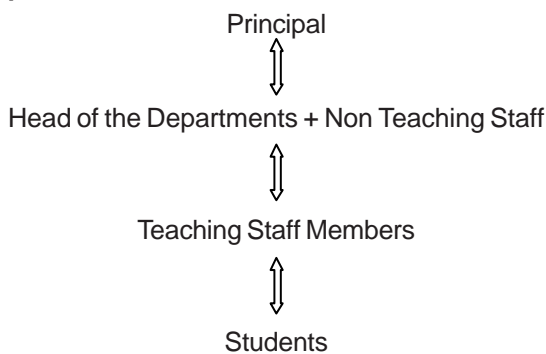 Principal
Head of the Departments + Non Teaching Staff
Teaching Staff Members
Students